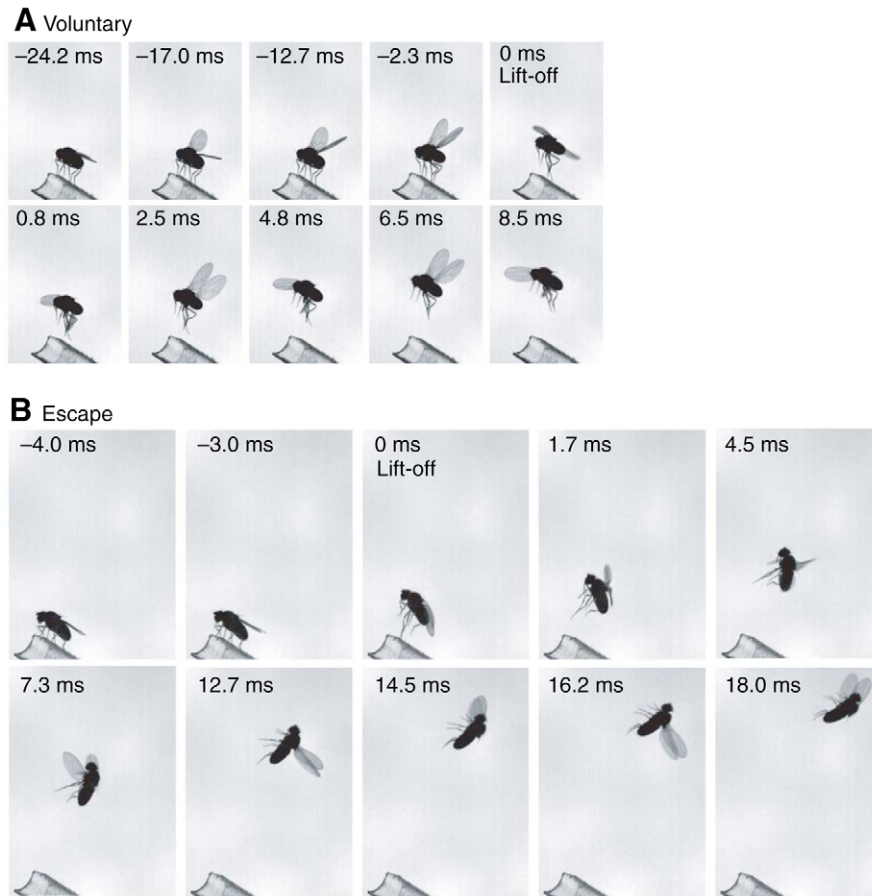 A Voluntary
–24.2 ms
–17.0 ms
–12.7 ms
–2.3 ms
0 ms
Lift-off
0.8 ms
2.5 ms
4.8 ms
6.5 ms
8.5 ms
B Escape
–4.0 ms
–3.0 ms
0 ms
Lift-off
1.7 ms
4.5 ms
7.3 ms
12.7 ms
14.5 ms
16.2 ms
18.0 ms